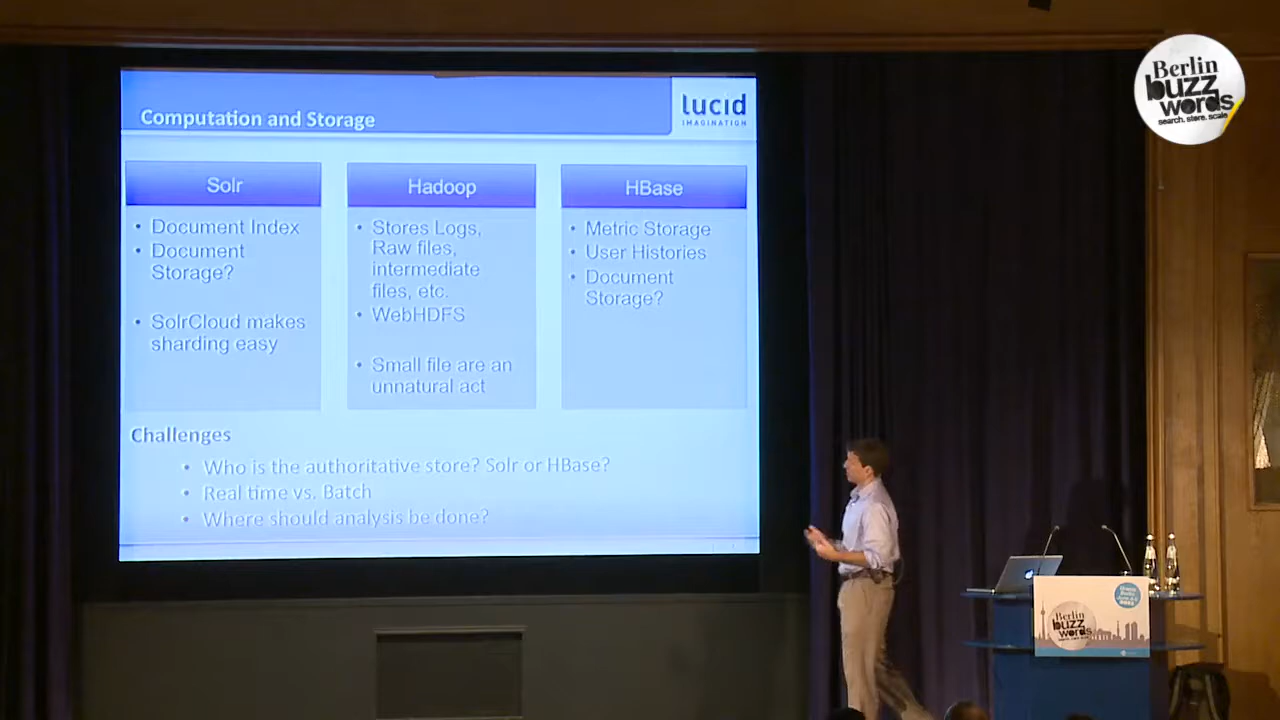 Computation and Storage
lucid
IMAGINATION
Solr
• Document Index
• Document
Storage?
• SolrCloud makes
sharding easy
Hadoop
• Stores Logs,
Raw files,
intermediate
files, etc.
• WebHDFS
• Small file are an
unnatural act
HBase
• Metric Storage
• User Histories
• Document
Storage?
Challenges
• Who is the authoritative store? Solr or HBase?
• Real time vs. Batch
• Where should analysis be done?
Berlin
buzz
words
search. store. scale
Berlin
buzz
words